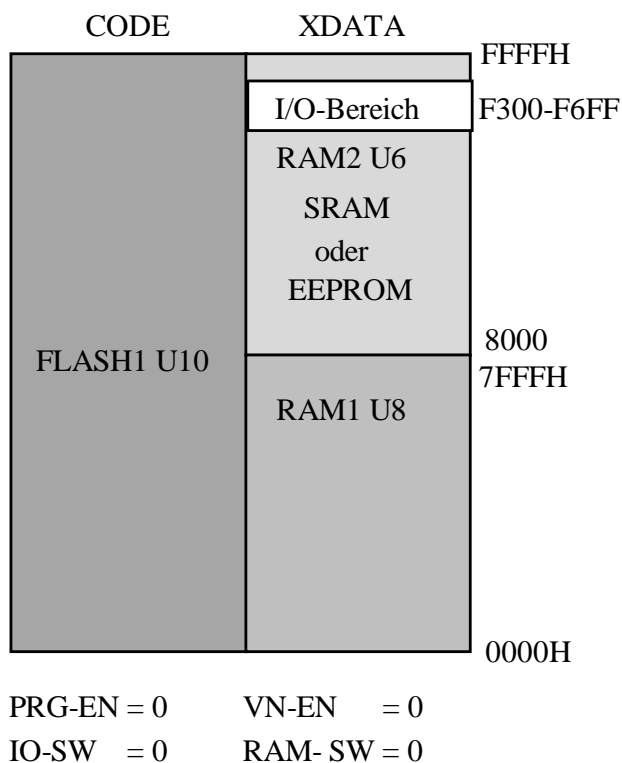 CODE XDATA
FFFFH
I/O-Bereich F300-F6FF
RAM2 U6
SRAM
oder
EEPROM
8000
FLASH1 U10
7FFFH
RAM1 U8
0000H
PRG-EN = 0 VN-EN = 0
IO-SW = 0 RAM- SW = 0